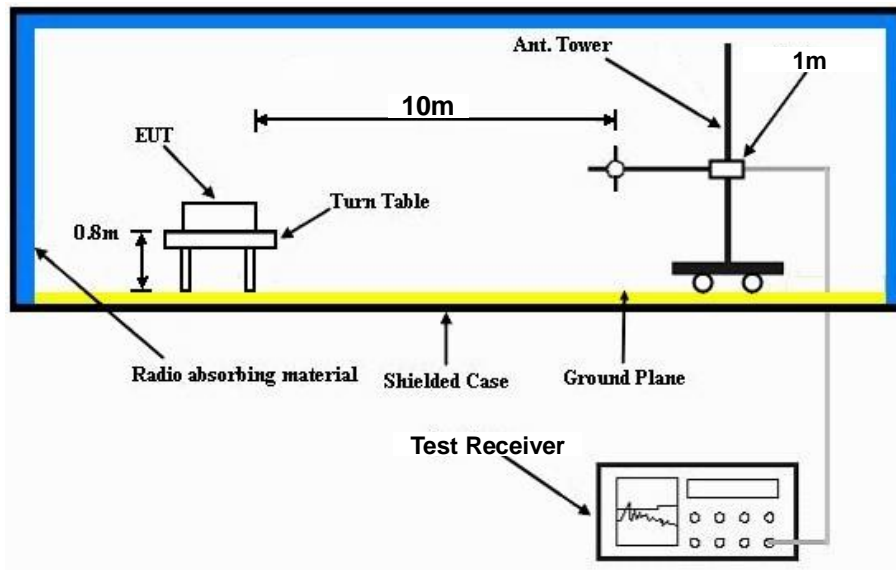 Ant. Tower
1m
10m
EUT
Turn Table
0.8m
Radio absorbing material
Shielded Case
Ground Plane
Test Receiver